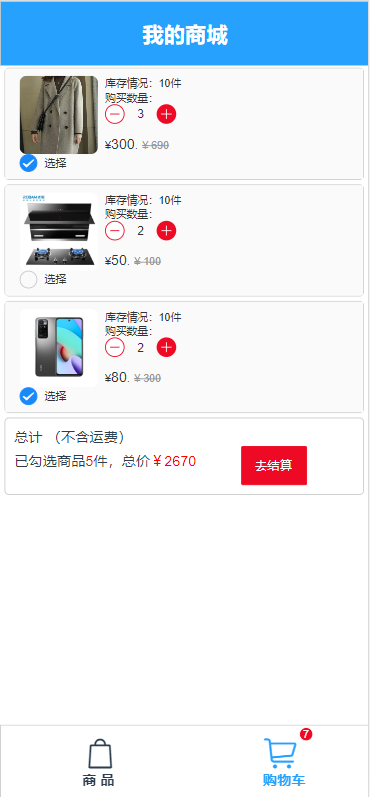 我的商城
库存情况：10件
购买数量：
3
¥300. ¥ 690
选择
库存情况：10件
购买数量：
2
¥50. ¥ 100
选择
库存情况：10件
购买数量：
2
¥80. ¥ 300
选择
总计 （不含运费）
已勾选商品5件，总价￥2670
去结算
7
商 品
购物车